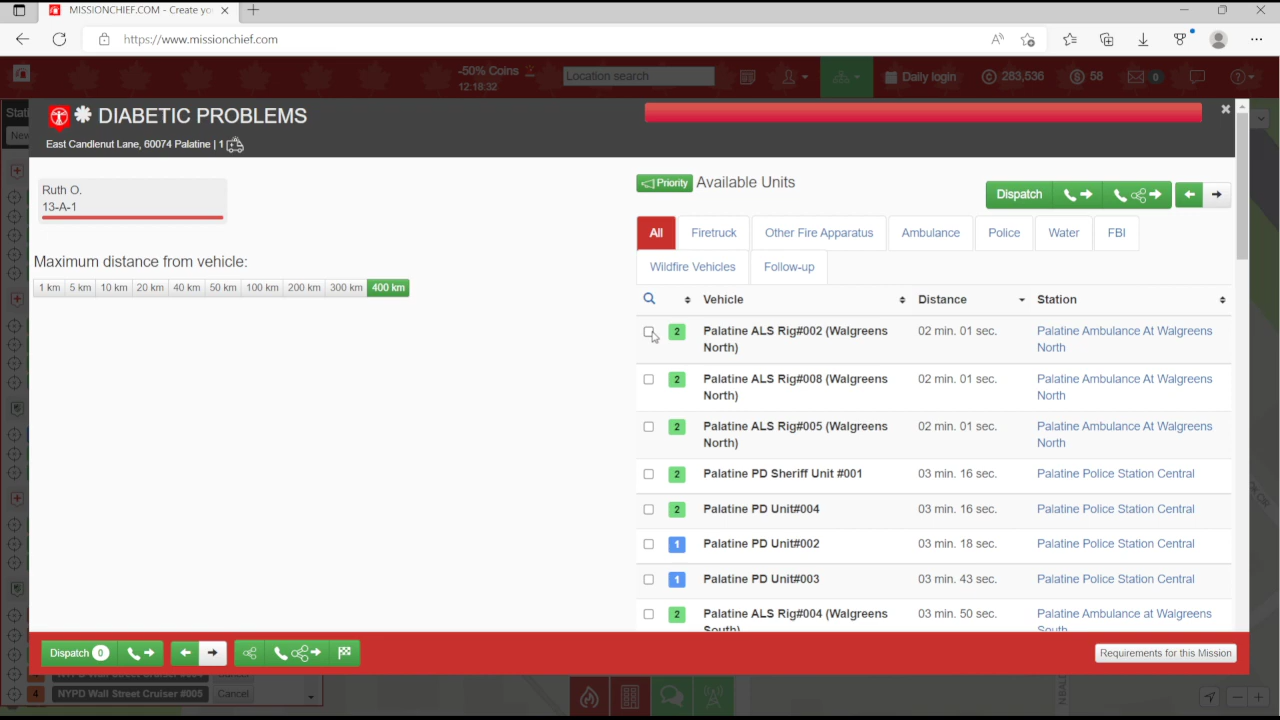 MISSIONCHIEF.COM - Create yo
https://www.missionchief.com
-50% Coins
12:18:32
Location search
Daily login
283,536
58
0
Stati
New
DIABETIC PROBLEMS
East Candlenut Lane, 60074 Palatine | 1
Ruth O.
13-A-1
Maximum distance from vehicle:
1 km 5 km 10 km 20 km 40 km 50 km 100 km 200 km 300 km 400 km
Priority Available Units
Dispatch
All Firetruck Other Fire Apparatus Ambulance Police Water FBI
Wildfire Vehicles Follow-up
Vehicle Distance Station
2 Palatine ALS Rig#002 (Walgreens North) 02 min. 01 sec. Palatine Ambulance At Walgreens North
2 Palatine ALS Rig#008 (Walgreens North) 02 min. 01 sec. Palatine Ambulance At Walgreens North
2 Palatine ALS Rig#005 (Walgreens North) 02 min. 01 sec. Palatine Ambulance At Walgreens North
2 Palatine PD Sheriff Unit #001 03 min. 16 sec. Palatine Police Station Central
2 Palatine PD Unit#004 03 min. 16 sec. Palatine Police Station Central
1 Palatine PD Unit#002 03 min. 18 sec. Palatine Police Station Central
1 Palatine PD Unit#003 03 min. 43 sec. Palatine Police Station Central
2 Palatine ALS Rig#004 (Walgreens South) 03 min. 50 sec. Palatine Ambulance at Walgreens South
Dispatch 0
Requirements for this Mission
4 NYPD Wall Street Cruiser #005 Cancel